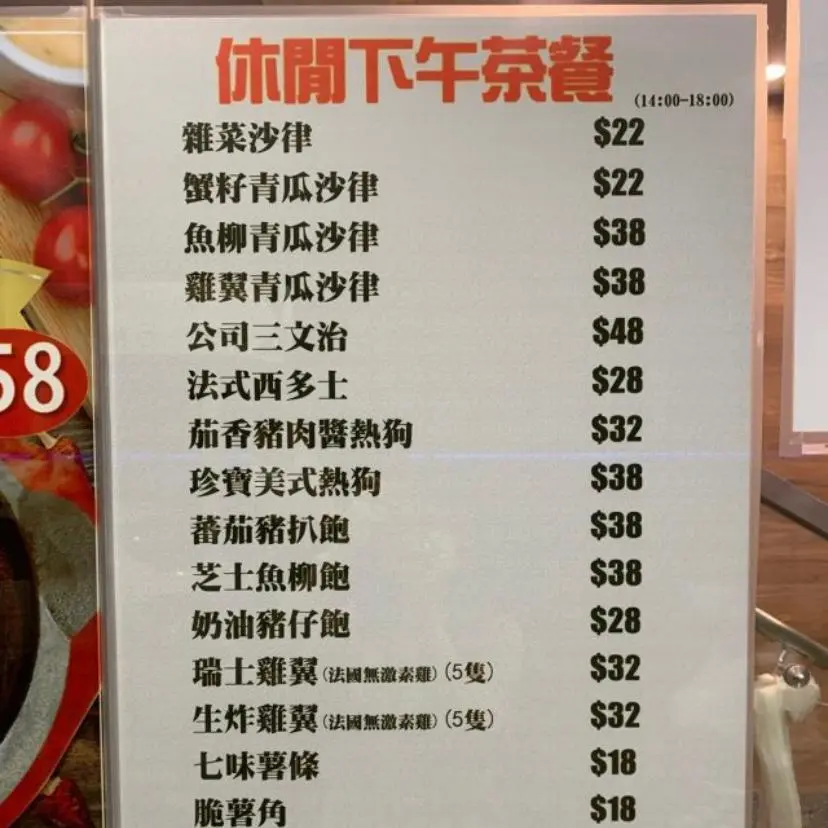 休閒下午茶餐 (14:00-18:00)
雜菜沙律 $22
蟹籽青瓜沙律 $22
魚柳青瓜沙律 $38
雞翼青瓜沙律 $38
公司三文治 $48
法式西多士 $28
茄香豬肉醬熱狗 $32
珍寶美式熱狗 $38
蕃茄豬扒飽 $38
芝士魚柳飽 $38
奶油豬仔飽 $28
瑞士雞翼(法國無激素雞)(5隻) $32
生炸雞翼(法國無激素雞)(5隻) $32
七味薯條 $18
脆薯角 $18
58